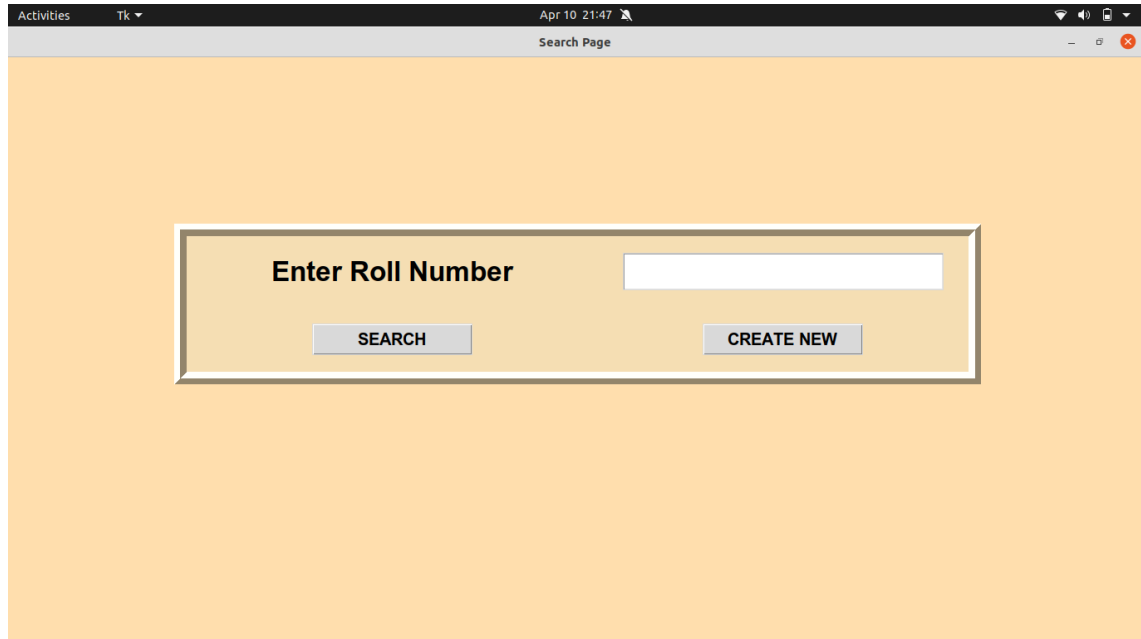 Activities Tk Apr 10 21:47
Search Page
Enter Roll Number
SEARCH CREATE NEW